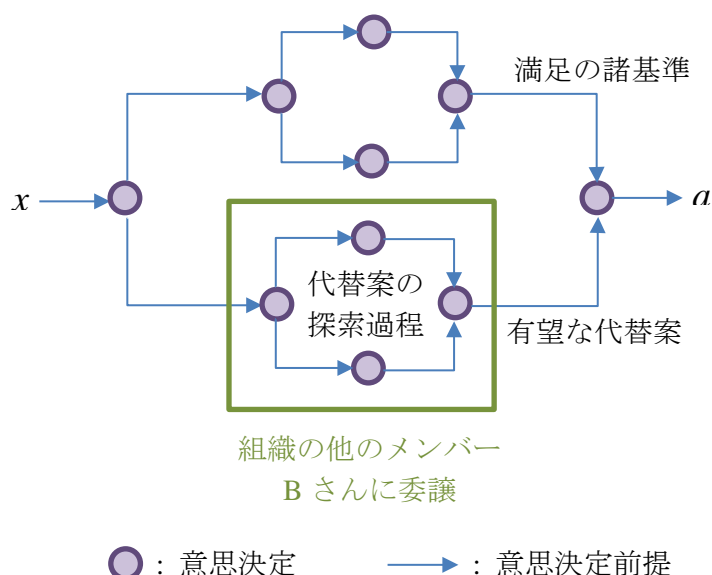 満足の諸基準
x
a
代替案の
探索過程
有望な代替案
組織の他のメンバー
B さんに委譲
: 意思決定
: 意思決定前提